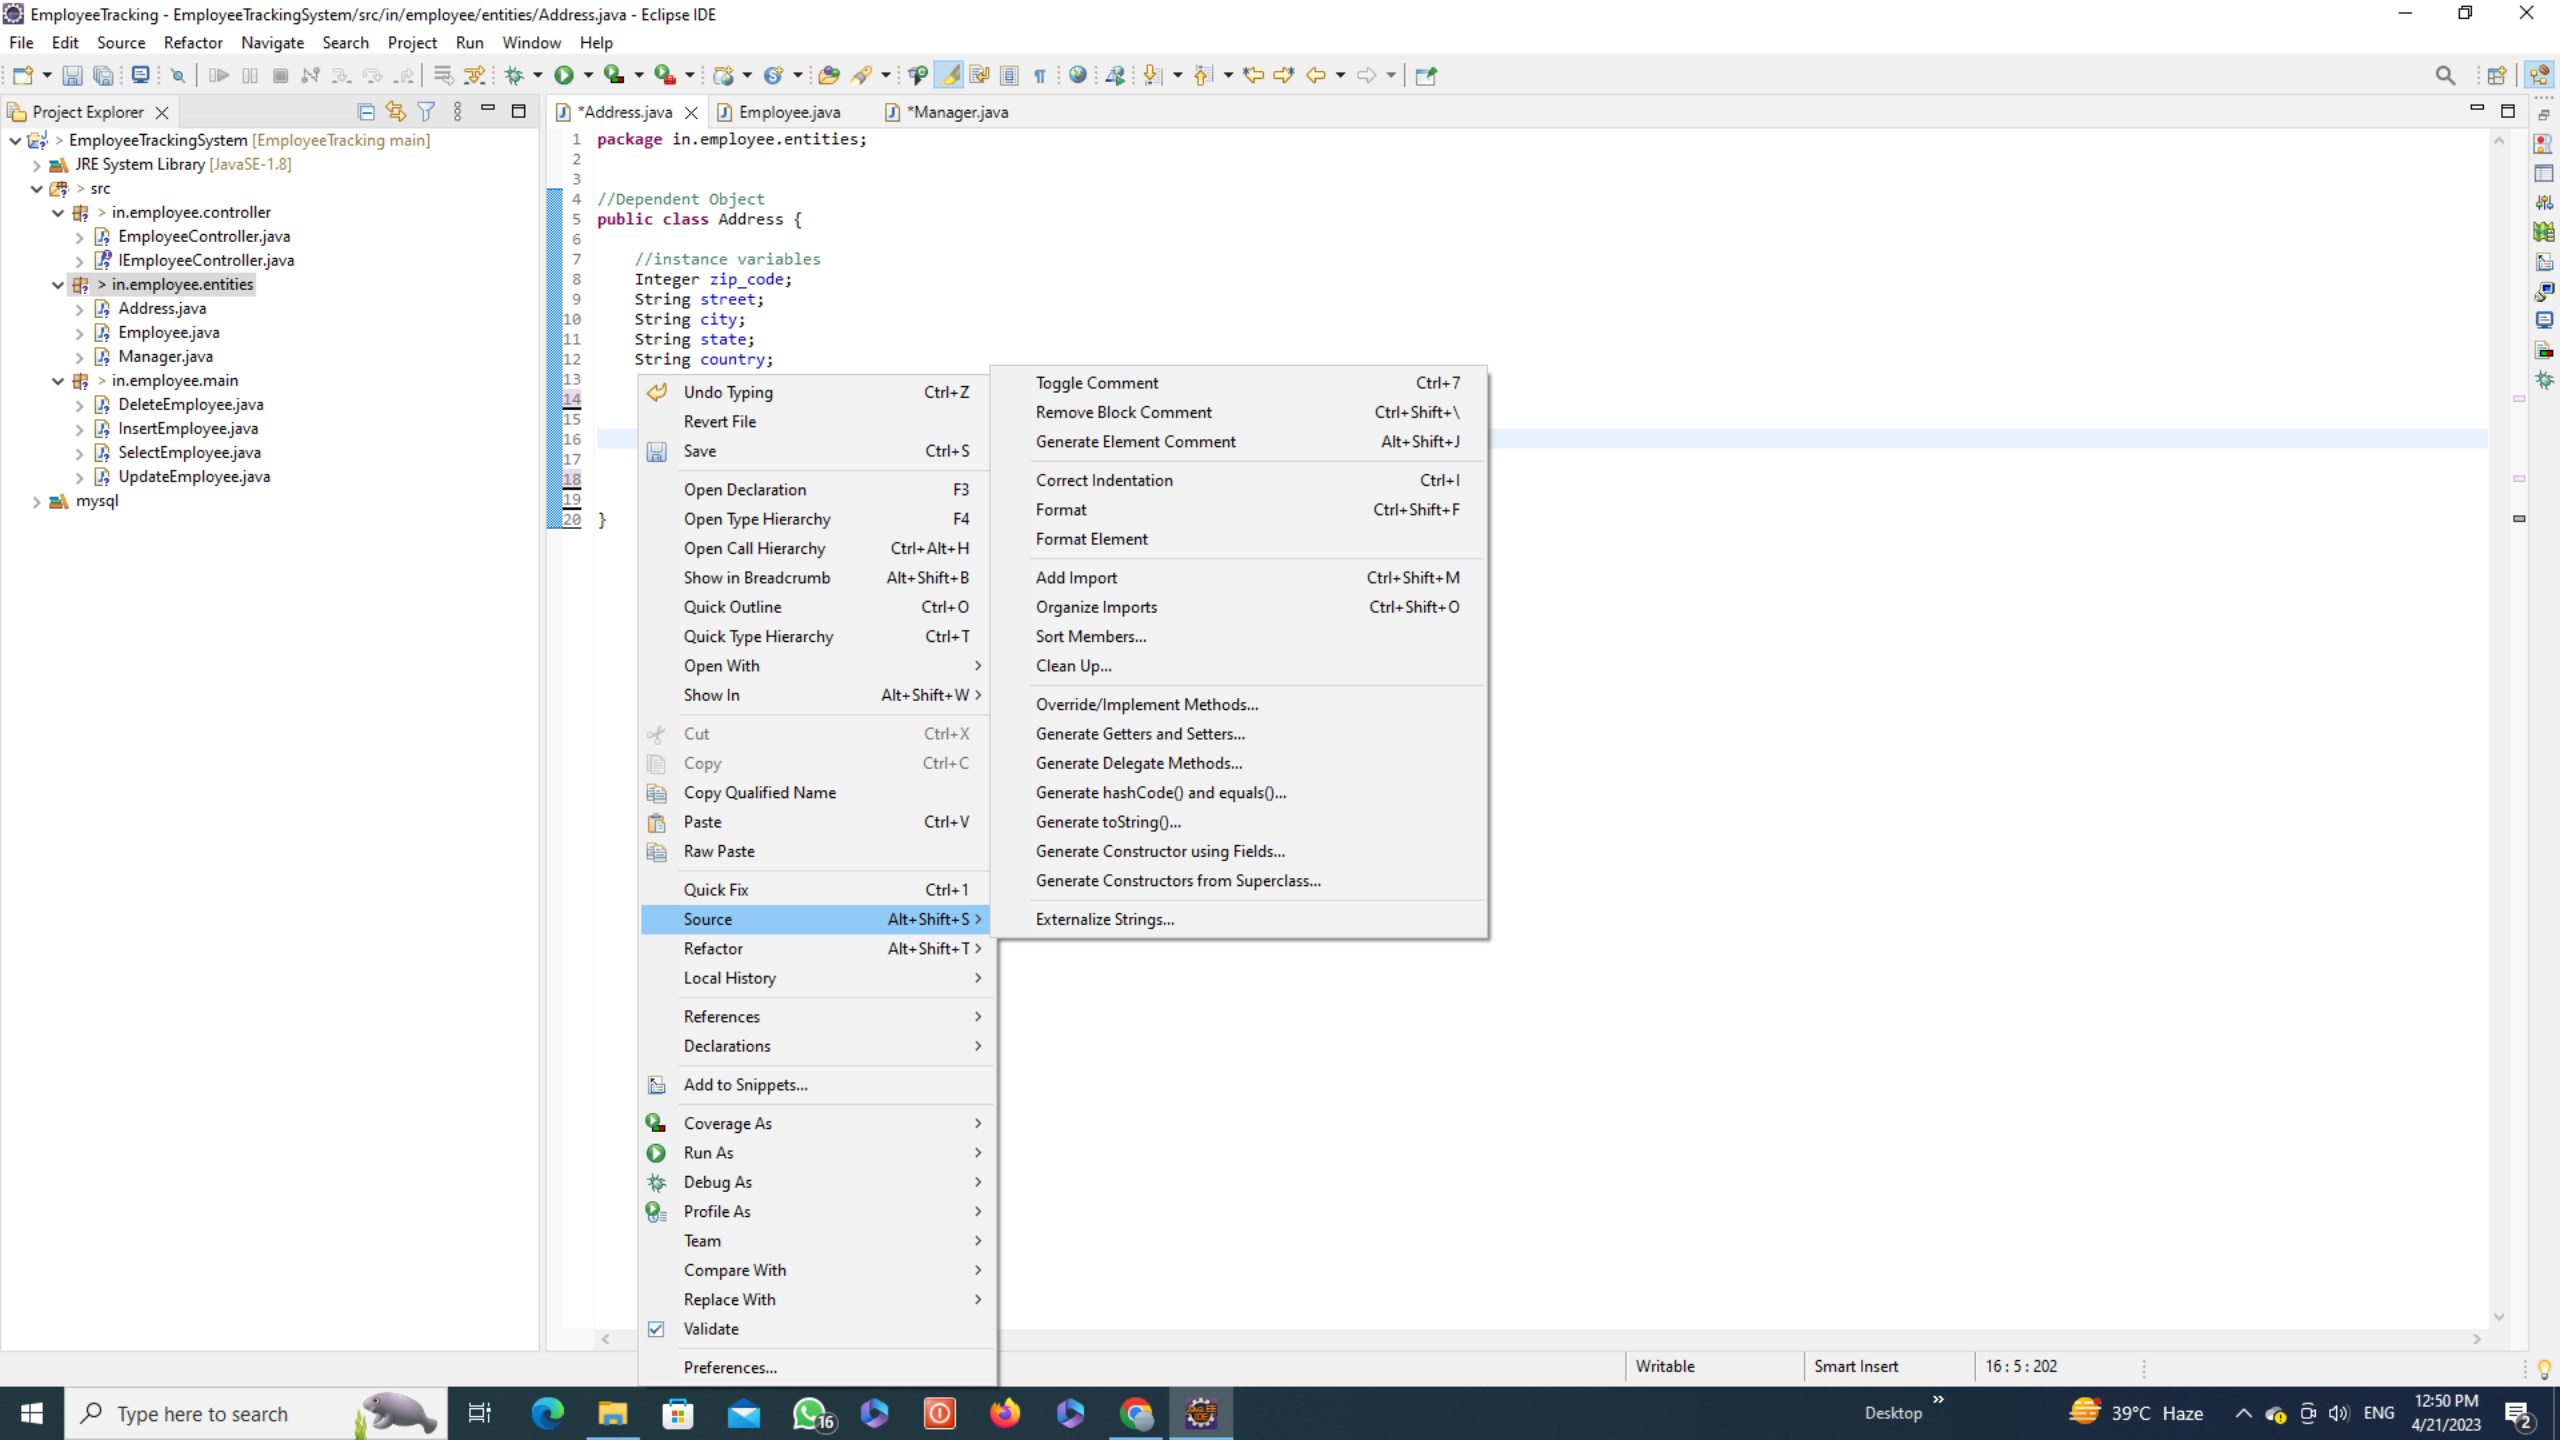 EmployeeTracking - EmployeeTrackingSystem/src/in/employee/entities/Address.java - Eclipse IDE
File Edit Source Refactor Navigate Search Project Run Window Help
Project Explorer
> EmployeeTrackingSystem [EmployeeTracking main]
JRE System Library [JavaSE-1.8]
> src
> in.employee.controller
EmployeeController.java
IEmployeeController.java
> in.employee.entities
Address.java
Employee.java
Manager.java
> in.employee.main
DeleteEmployee.java
InsertEmployee.java
SelectEmployee.java
UpdateEmployee.java
mysql
*Address.java Employee.java *Manager.java
1 package in.employee.entities;
2
3
4 //Dependent Object
5 public class Address {
6
7 //instance variables
8 Integer zip_code;
9 String street;
10 String city;
11 String state;
12 String country;
13
14
15
16
17
18
19
20 }
Undo Typing Ctrl+Z
Revert File
Save Ctrl+S
Open Declaration F3
Open Type Hierarchy F4
Open Call Hierarchy Ctrl+Alt+H
Show in Breadcrumb Alt+Shift+B
Quick Outline Ctrl+O
Quick Type Hierarchy Ctrl+T
Open With
Show In Alt+Shift+W
Cut Ctrl+X
Copy Ctrl+C
Copy Qualified Name
Paste Ctrl+V
Raw Paste
Quick Fix Ctrl+1
Source Alt+Shift+S
Refactor Alt+Shift+T
Local History
References
Declarations
Add to Snippets...
Coverage As
Run As
Debug As
Profile As
Team
Compare With
Replace With
Validate
Preferences...
Toggle Comment Ctrl+7
Remove Block Comment Ctrl+Shift+\
Generate Element Comment Alt+Shift+J
Correct Indentation Ctrl+I
Format Ctrl+Shift+F
Format Element
Add Import Ctrl+Shift+M
Organize Imports Ctrl+Shift+O
Sort Members...
Clean Up...
Override/Implement Methods...
Generate Getters and Setters...
Generate Delegate Methods...
Generate hashCode() and equals()...
Generate toString()...
Generate Constructor using Fields...
Generate Constructors from Superclass...
Externalize Strings...
Writable Smart Insert 16 : 5 : 202
Type here to search
16
Desktop
39°C Haze
ENG
12:50 PM
4/21/2023
2